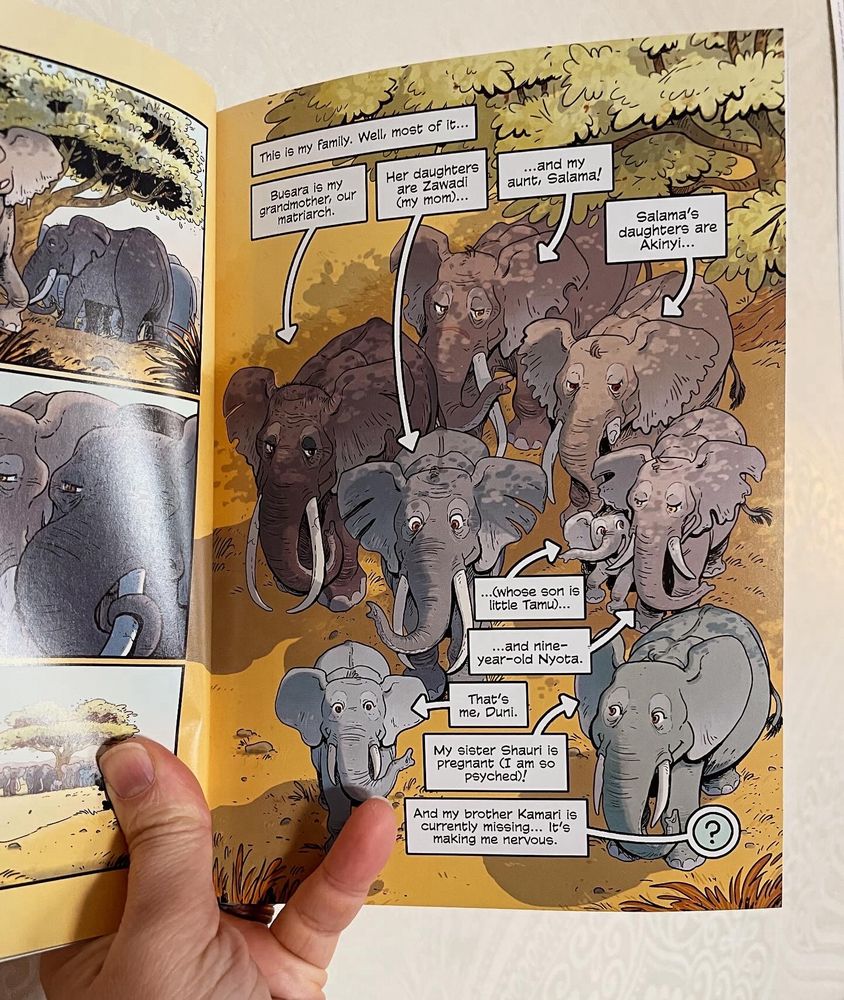 This is my family. Well, most of it...
Busara is my
grandmother, our
matriarch.
Her daughters
are Zawadi
(my mom)...
...and my
aunt, Salama!
Salama's
daughters are
Akinyi...
...(whose son is
little Tamu)...
...and nine-
year-old Nyota.
That's
me, Duni.
My sister Shauri is
pregnant (I am so
psyched)!
And my brother Kamari is
currently missing... It's
making me nervous.
?